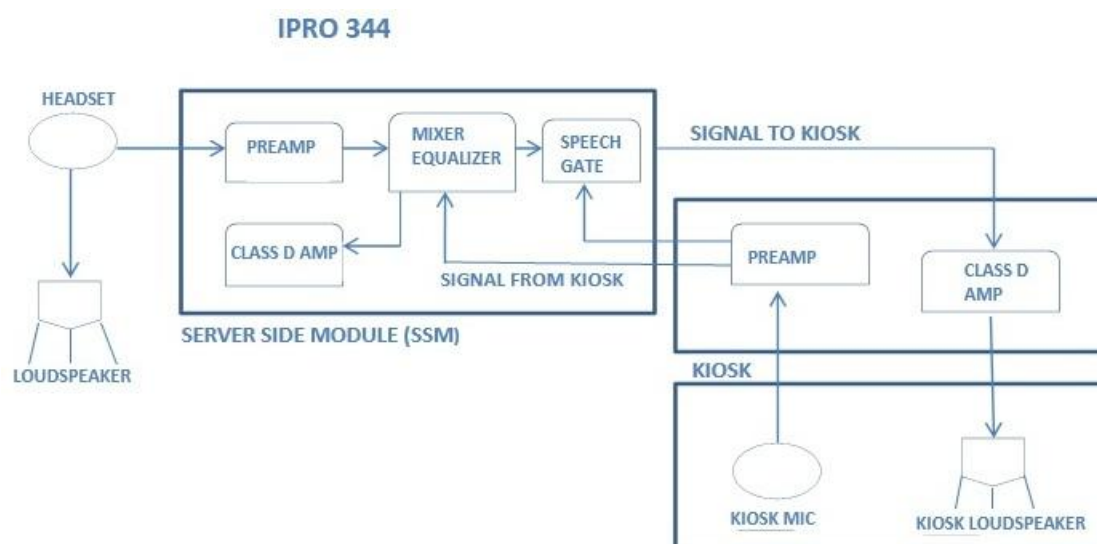 IPRO 344
HEADSET
PREAMP
MIXER
EQUALIZER
SPEECH
GATE
SIGNAL TO KIOSK
CLASS D AMP
SIGNAL FROM KIOSK
PREAMP
CLASS D
AMP
SERVER SIDE MODULE (SSM)
LOUDSPEAKER
KIOSK
KIOSK MIC
KIOSK LOUDSPEAKER